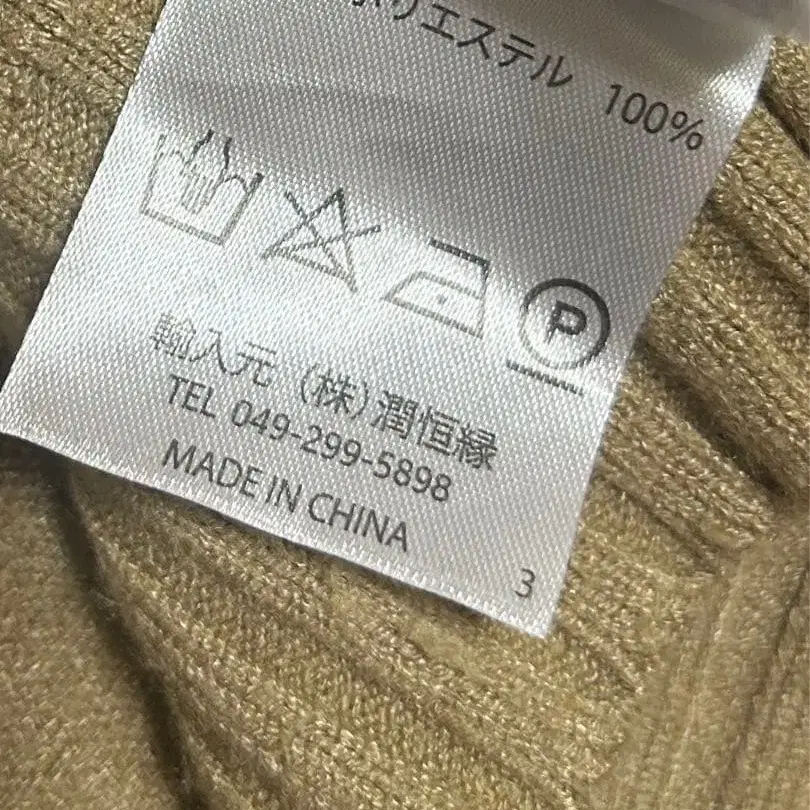 ポリエステル 100%
P
輸入元 (株)潤恒縁
TEL 049-299-5898
MADE IN CHINA
3